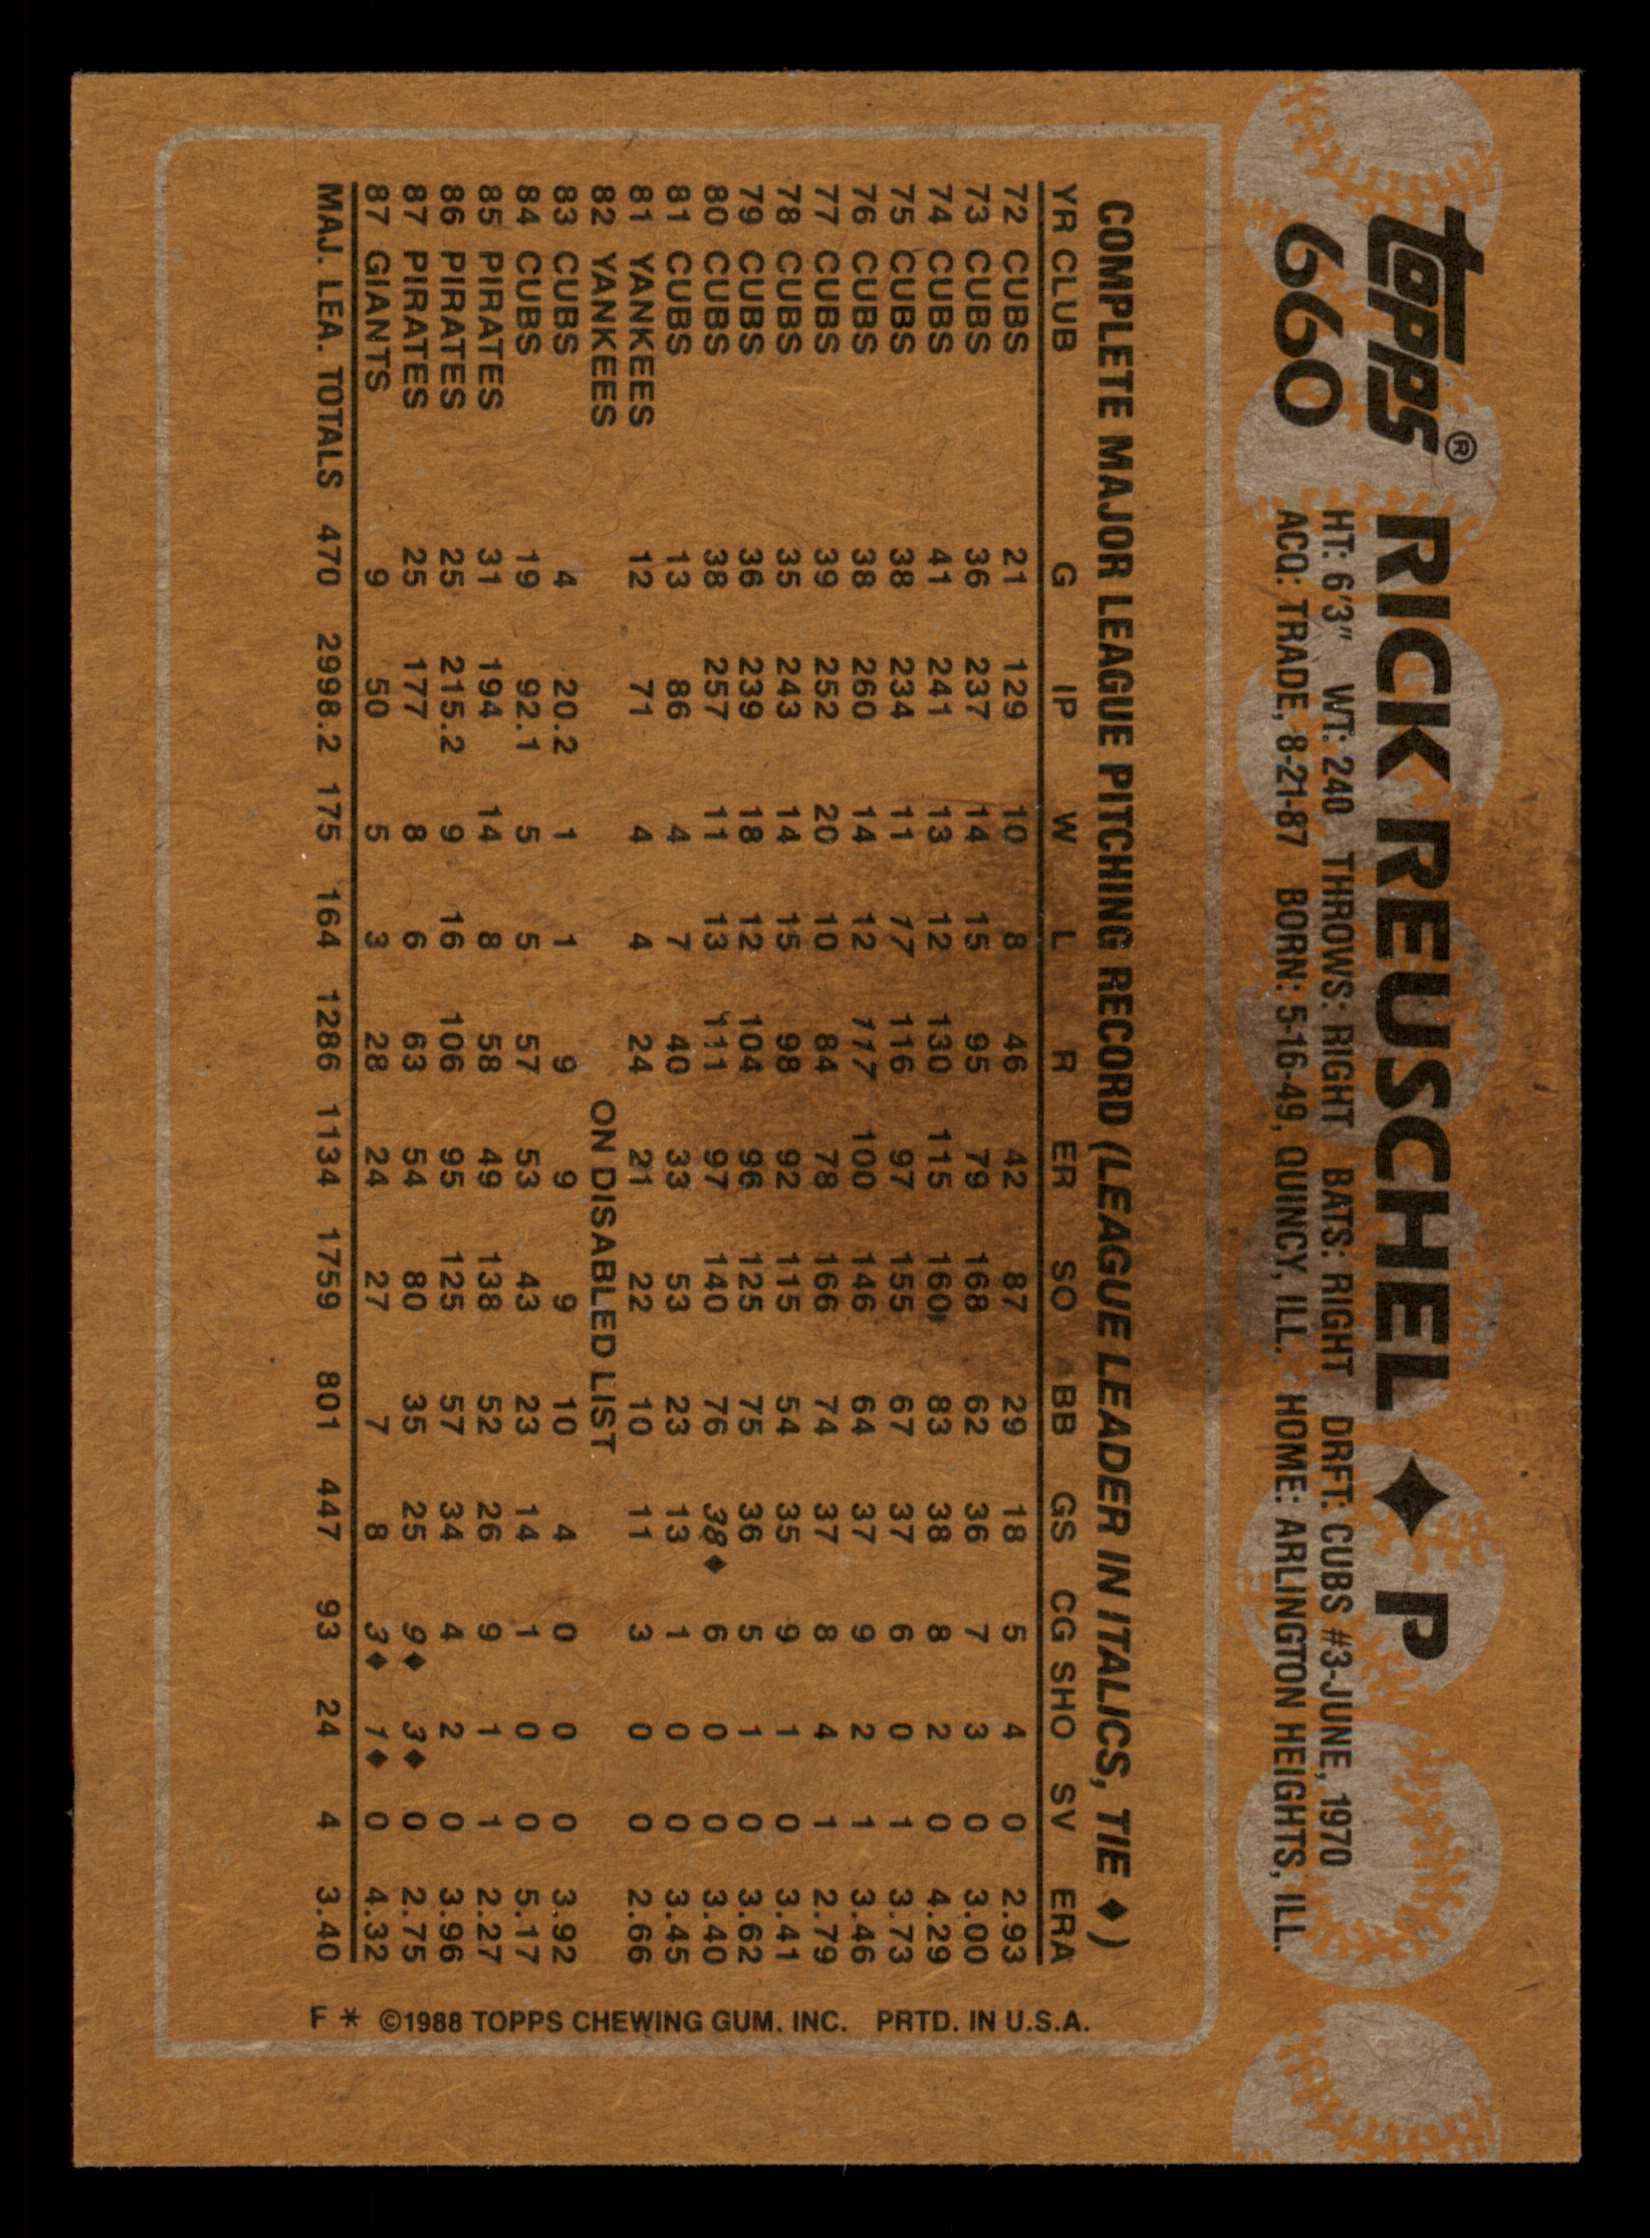 topps®
660
RICK REUSCHEL ♦ P
HT: 6'3" WT: 240 THROWS: RIGHT BATS: RIGHT DRFT: CUBS #3-JUNE, 1970
ACQ: TRADE, 8-21-87 BORN: 5-16-49, QUINCY, ILL. HOME: ARLINGTON HEIGHTS, ILL.
COMPLETE MAJOR LEAGUE PITCHING RECORD (LEAGUE LEADER IN ITALICS, TIE ♦)
YR CLUB G IP W L R ER SO BB GS CG SHO SV ERA
72 CUBS 21 129 10 8 46 42 87 29 18 5 4 0 2.93
73 CUBS 36 237 14 15 95 79 168 62 36 7 3 0 3.00
74 CUBS 41 241 13 12 130 115 160 83 38 8 2 0 4.29
75 CUBS 38 234 11 17 116 97 155 67 37 6 0 1 3.73
76 CUBS 38 260 14 12 117 100 146 64 37 9 2 1 3.46
77 CUBS 39 252 20 10 84 78 166 74 37 8 4 1 2.79
78 CUBS 35 243 14 15 98 92 115 54 35 9 1 0 3.41
79 CUBS 36 239 18 12 104 96 125 75 36 5 1 0 3.62
80 CUBS 38 257 11 13 111 97 140 76 38♦ 6 0 0 3.40
81 CUBS 13 86 4 7 40 33 53 23 13 1 0 0 3.45
81 YANKEES 12 71 4 4 24 21 22 10 11 3 0 0 2.66
82 YANKEES ON DISABLED LIST
83 CUBS 4 20.2 1 1 9 9 9 10 4 0 0 0 3.92
84 CUBS 19 92.1 5 5 57 53 43 23 14 1 0 0 5.17
85 PIRATES 31 194 14 8 58 49 138 52 26 9 1 1 2.27
86 PIRATES 25 215.2 9 16 106 95 125 57 34 4 2 0 3.96
87 PIRATES 25 177 8 6 63 54 80 35 25 9♦ 3♦ 0 2.75
87 GIANTS 9 50 5 3 28 24 27 7 8 3♦ 1♦ 0 4.32
MAJ. LEA. TOTALS 470 2998.2 175 164 1286 1134 1759 801 447 93 24 4 3.40
F * ©1988 TOPPS CHEWING GUM. INC. PRTD. IN U.S.A.